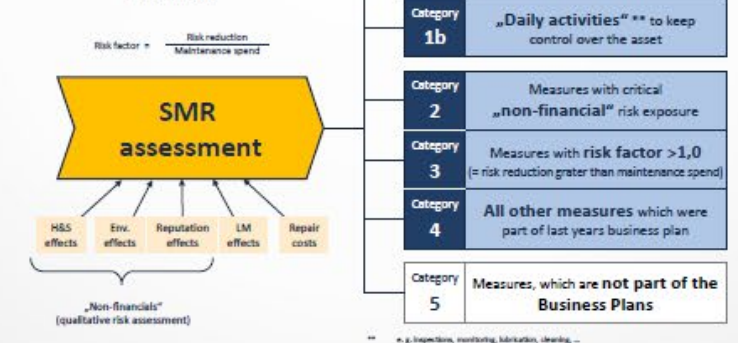 Risk factor = Risk reduction
Maintenance spend
SMR
assessment
H&S
effects
Env.
effects
Reputation
effects
LM
effects
Repair
costs
„Non-financials“
(qualitative risk assessment)
Category
1b
„Daily activities“ ** to keep
control over the asset
Category
2
Measures with critical
„non-financial“ risk exposure
Category
3
Measures with risk factor >1,0
(= risk reduction grater than maintenance spend)
Category
4
All other measures which were
part of last years business plan
Category
5
Measures, which are not part of the
Business Plans
** e. g. inspections, monitoring, lubrication, cleaning, ...